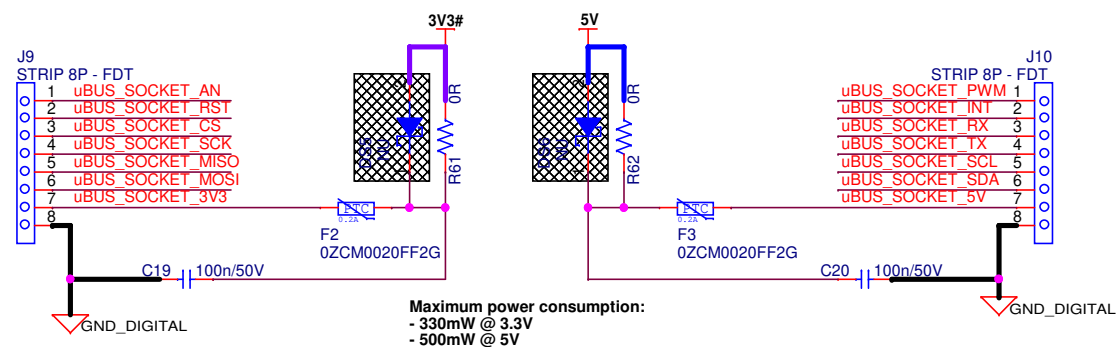 3V3#
5V
J9
STRIP 8P - FDT
1 uBUS_SOCKET_AN
2 uBUS_SOCKET_RST
3 uBUS_SOCKET_CS
4 uBUS_SOCKET_SCK
5 uBUS_SOCKET_MISO
6 uBUS_SOCKET_MOSI
7 uBUS_SOCKET_3V3
8
0R
R61
PTC
0.2A
F2
0ZCM0020FF2G
C19 100n/50V
GND_DIGITAL
0R
R62
PTC
0.2A
F3
0ZCM0020FF2G
J10
STRIP 8P - FDT
uBUS_SOCKET_PWM 1
uBUS_SOCKET_INT 2
uBUS_SOCKET_RX 3
uBUS_SOCKET_TX 4
uBUS_SOCKET_SCL 5
uBUS_SOCKET_SDA 6
uBUS_SOCKET_5V 7
8
C20 100n/50V
GND_DIGITAL
Maximum power consumption:
- 330mW @ 3.3V
- 500mW @ 5V